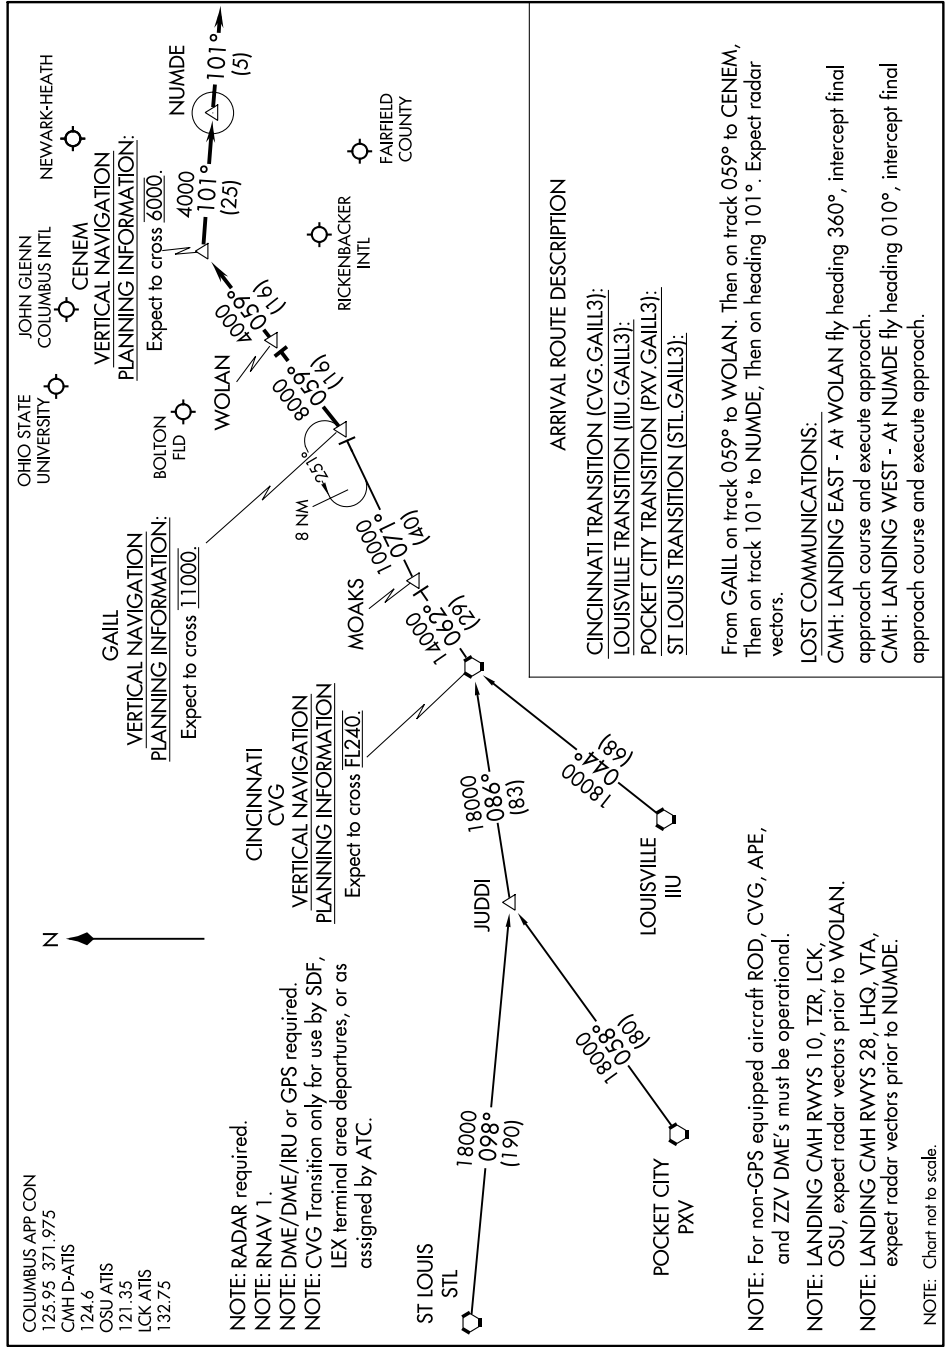 COLUMBUS APP CON
125.95 371.975
CMH D-ATIS
124.6
OSU ATIS
121.35
LCK ATIS
132.75
NOTE: RADAR required.
NOTE: RNAV 1.
NOTE: DME/DME/IRU or GPS required.
NOTE: CVG Transition only for use by SDF,
LEX terminal area departures, or as
assigned by ATC.
N
CINCINNATI
CVG
VERTICAL NAVIGATION
PLANNING INFORMATION
Expect to cross FL240.
GAILL
VERTICAL NAVIGATION
PLANNING INFORMATION:
Expect to cross 11000.
OHIO STATE
UNIVERSITY
JOHN GLENN
COLUMBUS INTL
NEWARK-HEATH
CENEM
VERTICAL NAVIGATION
PLANNING INFORMATION:
Expect to cross 6000.
BOLTON
FLD
WOLAN
NUMDE
4000
101°
(25)
101°
(5)
4000
059°
(16)
8000
059°
(16)
251°
8 NM
10000
071°
(40)
MOAKS
14000
062°
(29)
RICKENBACKER
INTL
FAIRFIELD
COUNTY
ST LOUIS
STL
18000
098°
(190)
JUDDI
18000
086°
(83)
POCKET CITY
PXV
18000
058°
(80)
LOUISVILLE
IIU
18000
044°
(68)
NOTE: For non-GPS equipped aircraft ROD, CVG, APE,
and ZZV DME's must be operational.
NOTE: LANDING CMH RWYS 10, TZR, LCK,
OSU, expect radar vectors prior to WOLAN.
NOTE: LANDING CMH RWYS 28, LHQ, VTA,
expect radar vectors prior to NUMDE.
NOTE: Chart not to scale.
ARRIVAL ROUTE DESCRIPTION
CINCINNATI TRANSITION (CVG.GAILL3):
LOUISVILLE TRANSITION (IIU.GAILL3):
POCKET CITY TRANSITION (PXV.GAILL3):
ST LOUIS TRANSITION (STL.GAILL3):
From GAILL on track 059° to WOLAN. Then on track 059° to CENEM,
Then on track 101° to NUMDE, Then on heading 101°. Expect radar
vectors.
LOST COMMUNICATIONS:
CMH: LANDING EAST - At WOLAN fly heading 360°, intercept final
approach course and execute approach.
CMH: LANDING WEST - At NUMDE fly heading 010°, intercept final
approach course and execute approach.